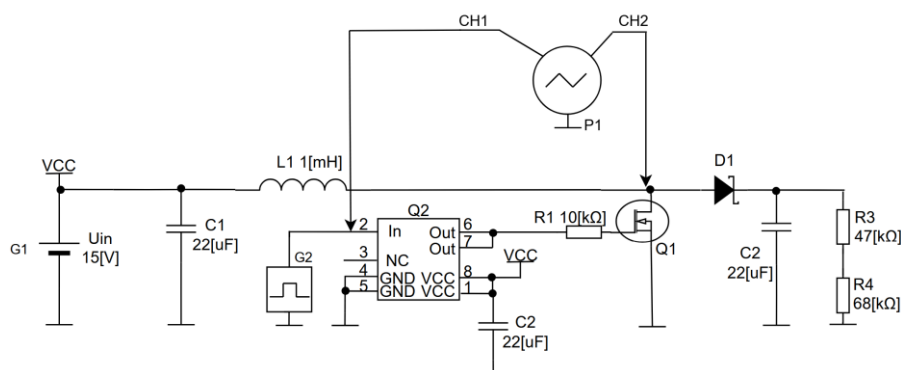 CH1
CH2
P1
VCC
L1 1[mH]
D1
G1
Uin
15[V]
C1
22[uF]
Q2
2
In
6
Out
7
Out
3
NC
4
GND
VCC
8
5
GND
VCC
1
G2
R1 10[kΩ]
Q1
VCC
C2
22[uF]
C2
22[uF]
R3
47[kΩ]
R4
68[kΩ]